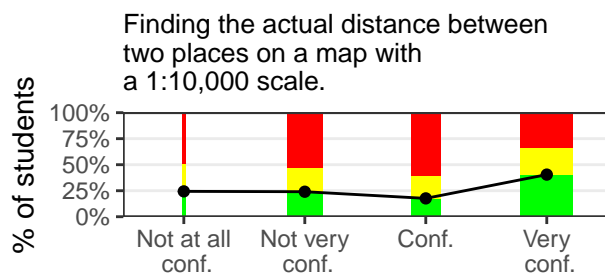 Finding the actual distance between
two places on a map with
a 1:10,000 scale.
% of students
100%
75%
50%
25%
0%
Not at all
conf.
Not very
conf.
Conf.
Very
conf.